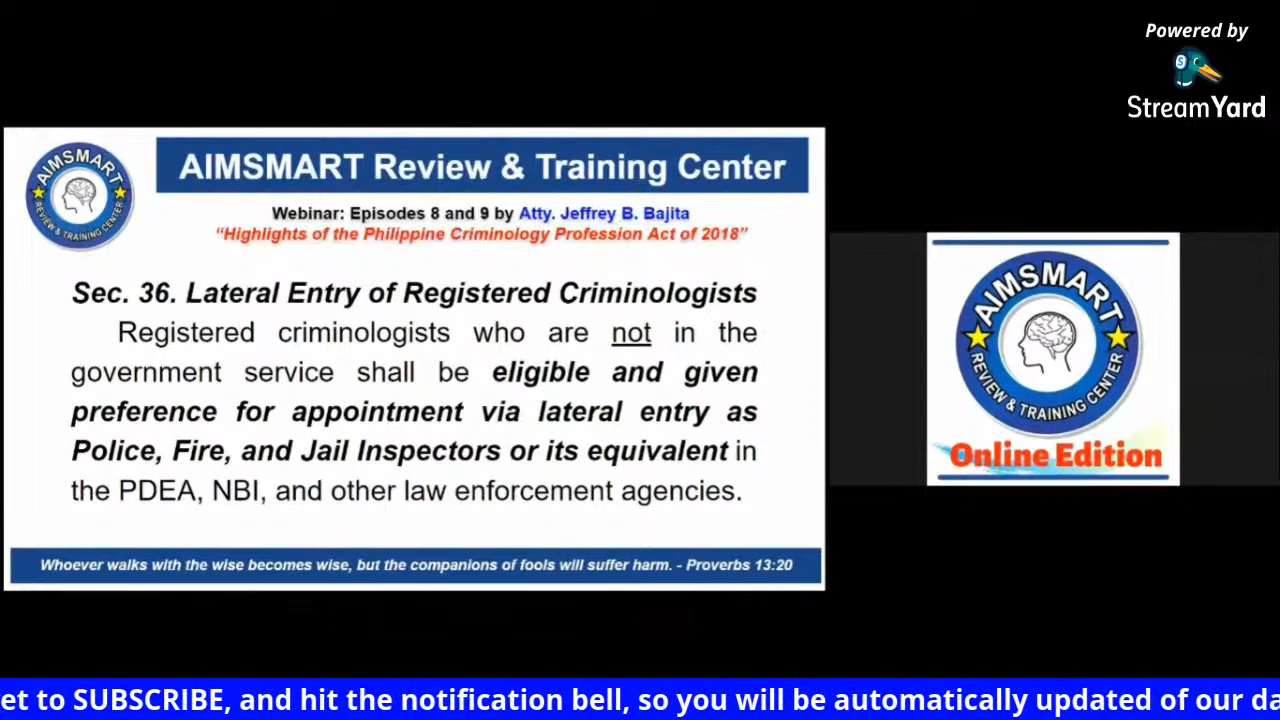 Powered by
StreamYard
AIMSMART Review & Training Center
AIMSMART
REVIEW & TRAINING CENTER
Webinar: Episodes 8 and 9 by Atty. Jeffrey B. Bajita
“Highlights of the Philippine Criminology Profession Act of 2018”
Sec. 36. Lateral Entry of Registered Criminologists
Registered criminologists who are not in the
government service shall be eligible and given
preference for appointment via lateral entry as
Police, Fire, and Jail Inspectors or its equivalent in
the PDEA, NBI, and other law enforcement agencies.
Whoever walks with the wise becomes wise, but the companions of fools will suffer harm. - Proverbs 13:20
AIMSMART
REVIEW & TRAINING CENTER
Online Edition
et to SUBSCRIBE, and hit the notification bell, so you will be automatically updated of our da